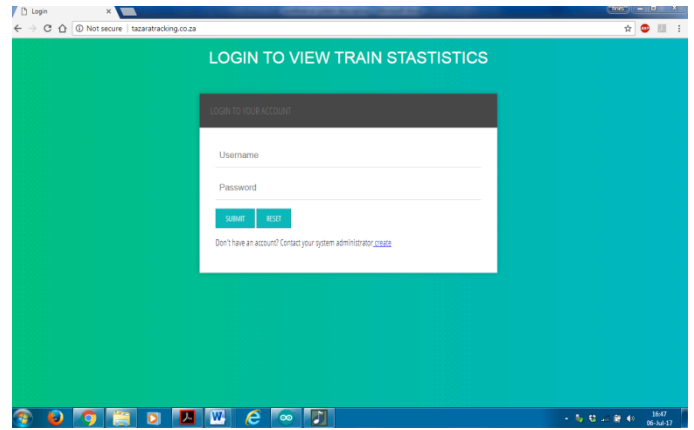 Login
Not secure | tazaratracking.co.za
LOGIN TO VIEW TRAIN STASTISTICS
LOGIN TO YOUR ACCOUNT
Username
Password
SUBMIT RESET
Don't have an account? Contact your system administrator create
16:47
06-Jul-17